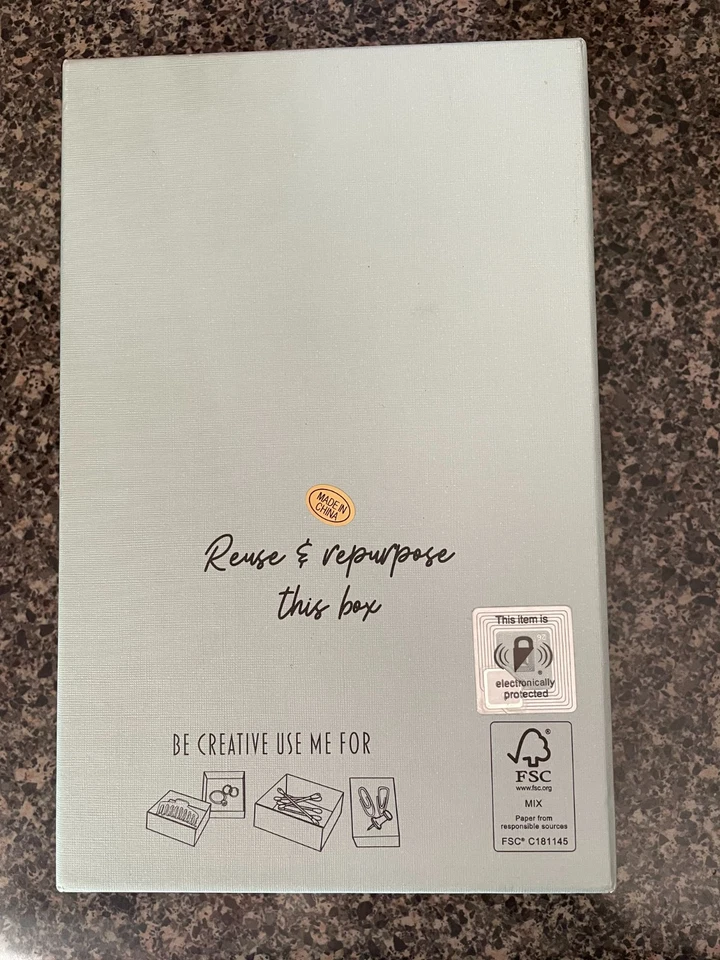 MADE IN
CHINA
Reuse & repurpose
this box
This item is
electronically
protected
BE CREATIVE USE ME FOR
FSC
www.fsc.org
MIX
Paper from
responsible sources
FSC® C181145